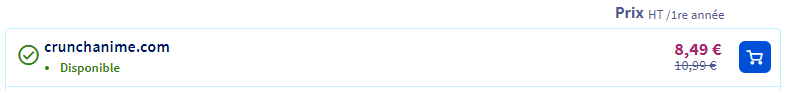 Prix HT /1re année
crunchanime.com
8,49 €
Disponible
10,99 €